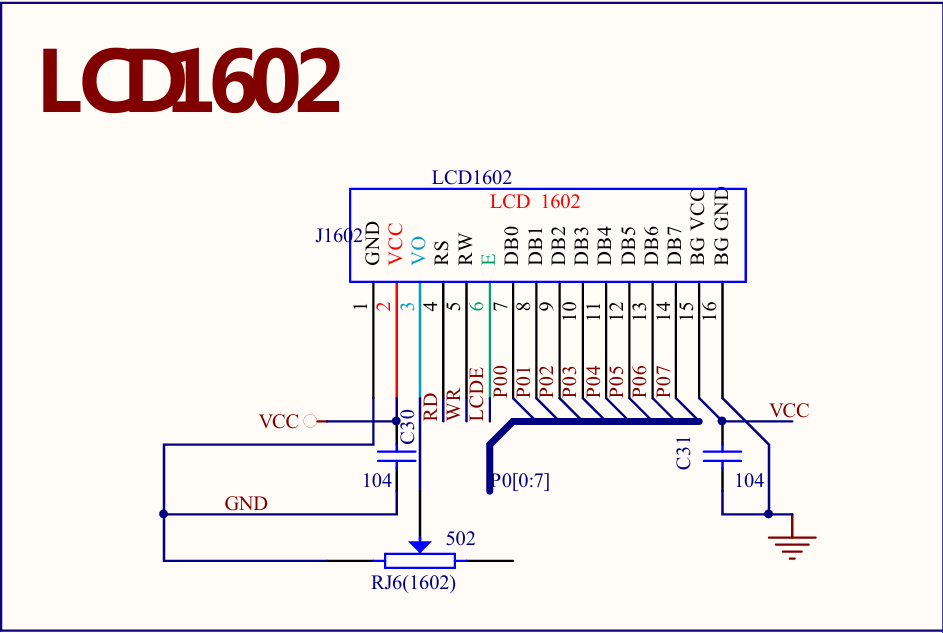 LCD1602
LCD1602
LCD 1602
J1602
GND
VCC
VO
RS
RW
E
DB0
DB1
DB2
DB3
DB4
DB5
DB6
DB7
BG VCC
BG GND
1
2
3
4
5
6
7
8
9
10
11
12
13
14
15
16
RD
WR
LCDE
P00
P01
P02
P03
P04
P05
P06
P07
VCC
C30
104
P0[0:7]
C31
104
VCC
GND
502
RJ6(1602)